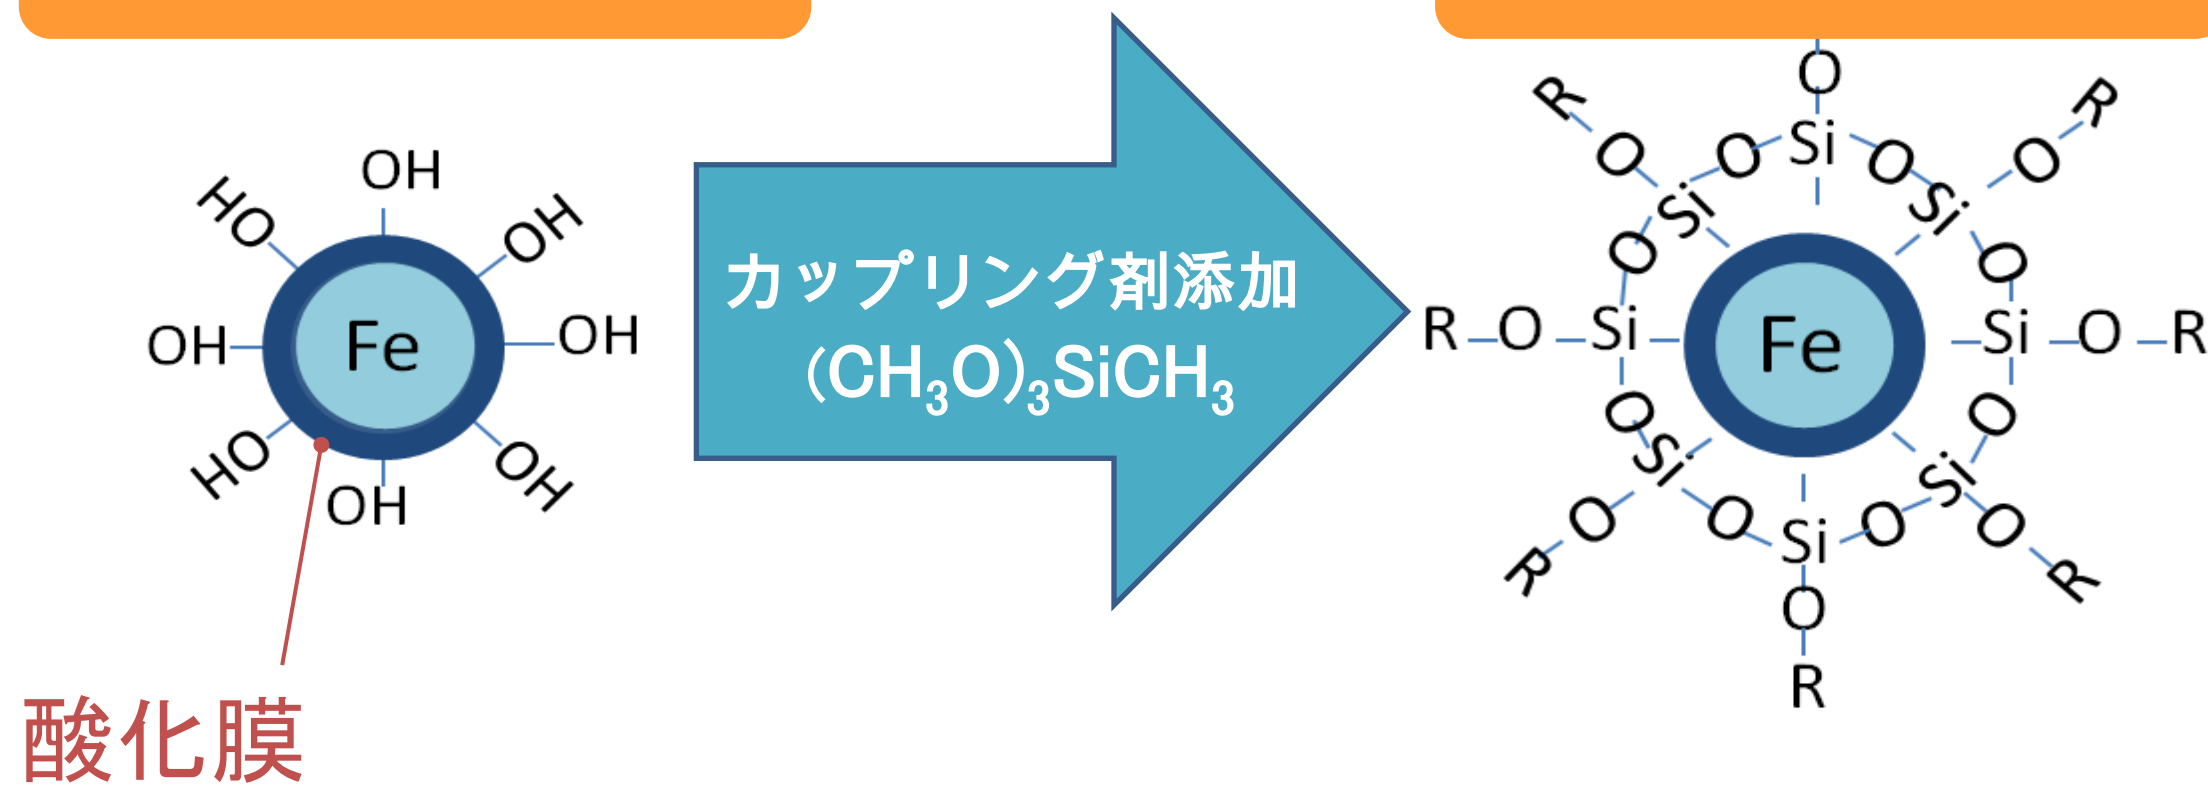 OH
HO
OH
OH
Fe
OH
HO
OH
OH
酸化膜
カップリング剤添加
(CH₃O)₃SiCH₃
O
R
R
O
O
Si
O
O
Si
Si
O
O
R
O
Si
Fe
Si
O
R
O
O
Si
Si
O
O
Si
O
O
R
O
R
R